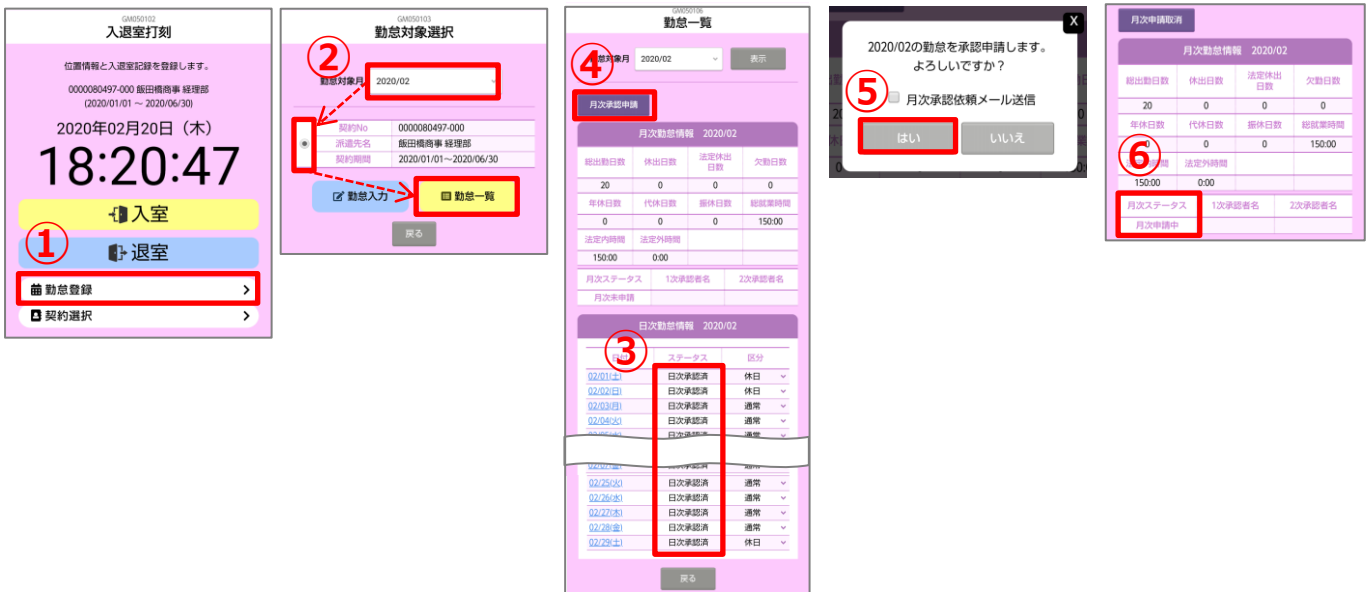 GM050102
入退室打刻
位置情報と入退室記録を登録します。
0000080497-000 飯田橋商事 経理部
(2020/01/01 ~ 2020/06/30)
2020年02月20日（木）
18:20:47
入室
①
退室
勤怠登録
契約選択
GM050103
勤怠対象選択
②
勤怠対象月 2020/02
契約No 0000080497-000
派遣先名 飯田橋商事 経理部
契約期間 2020/01/01～2020/06/30
勤怠入力 勤怠一覧
戻る
GM050106
勤怠一覧
④
勤怠対象月 2020/02 表示
月次承認申請
月次勤怠情報 2020/02
総出勤日数 休出日数 法定休出日数 欠勤日数
20 0 0 0
年休日数 代休日数 振休日数 総就業時間
0 0 0 150:00
法定内時間 法定外時間
150:00 0:00
月次ステータス 1次承認者名 2次承認者名
月次未申請
日次勤怠情報 2020/02
③
日付 ステータス 区分
02/01(土) 日次承認済 休日
02/02(日) 日次承認済 休日
02/03(月) 日次承認済 通常
02/04(火) 日次承認済 通常
02/25(火) 日次承認済 通常
02/26(水) 日次承認済 通常
02/27(木) 日次承認済 通常
02/28(金) 日次承認済 通常
02/29(土) 日次承認済 休日
戻る
X
2020/02の勤怠を承認申請します。
よろしいですか？
⑤
月次承認依頼メール送信
はい いいえ
月次申請取消
月次勤怠情報 2020/02
総出勤日数 休出日数 法定休出日数 欠勤日数
20 0 0 0
年休日数 代休日数 振休日数 総就業時間
0 0 150:00
⑥
法定外時間
150:00 0:00
月次ステータス 1次承認者名 2次承認者名
月次申請中